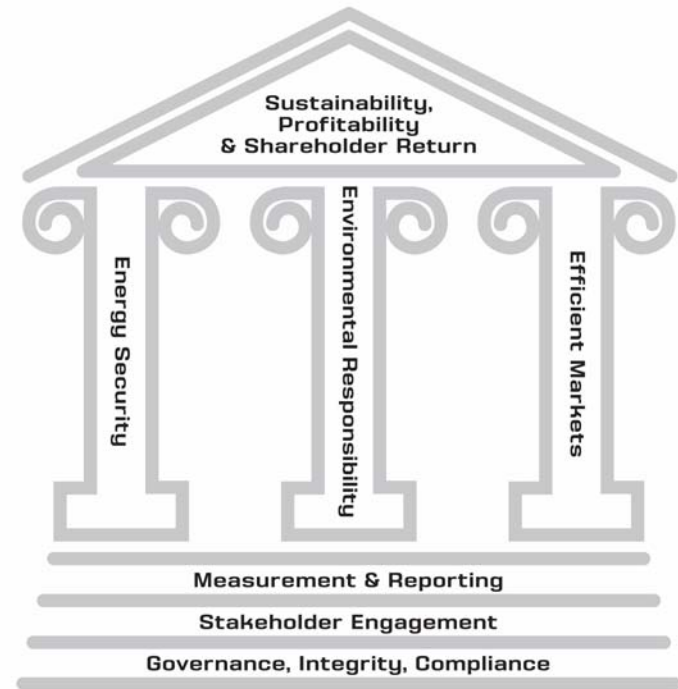 Sustainability,
Profitability
& Shareholder Return
Energy Security
Environmental Responsibility
Efficient Markets
Measurement & Reporting
Stakeholder Engagement
Governance, Integrity, Compliance